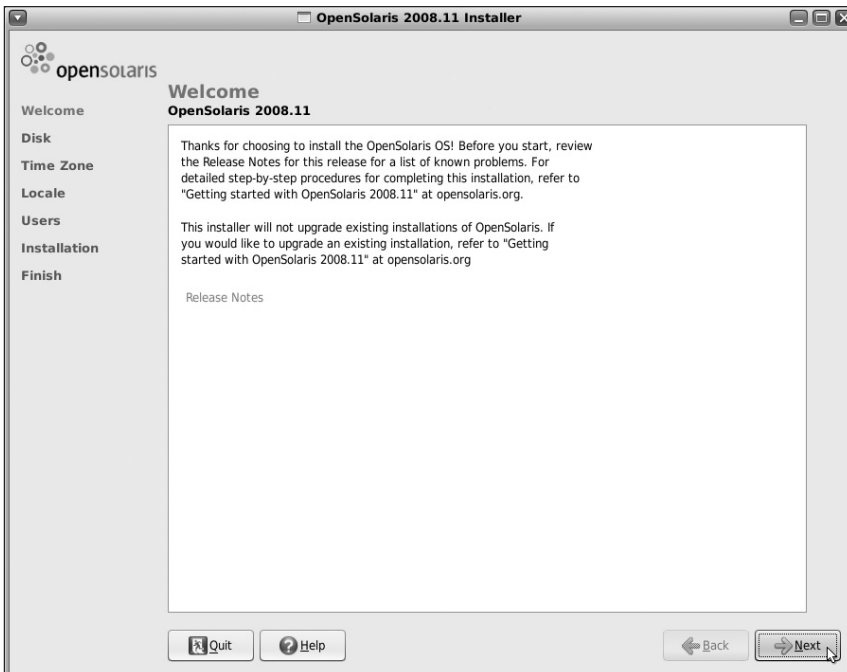 OpenSolaris 2008.11 Installer
opensolaris
Welcome
Disk
Time Zone
Locale
Users
Installation
Finish
Welcome
OpenSolaris 2008.11
Thanks for choosing to install the OpenSolaris OS! Before you start, review
the Release Notes for this release for a list of known problems. For
detailed step-by-step procedures for completing this installation, refer to
"Getting started with OpenSolaris 2008.11" at opensolaris.org.
This installer will not upgrade existing installations of OpenSolaris. If
you would like to upgrade an existing installation, refer to "Getting
started with OpenSolaris 2008.11" at opensolaris.org
Release Notes
Quit
Help
Back
Next